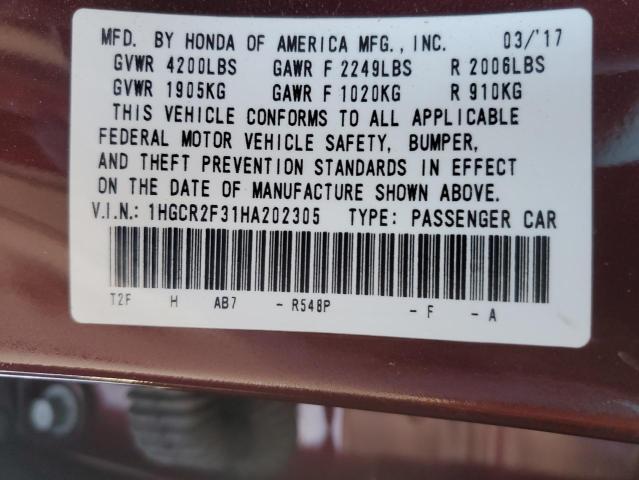 MFD. BY HONDA OF AMERICA MFG., INC. 03/'17
GVWR 4200LBS GAWR F 2249LBS R 2006LBS
GVWR 1905KG GAWR F 1020KG R 910KG
THIS VEHICLE CONFORMS TO ALL APPLICABLE
FEDERAL MOTOR VEHICLE SAFETY, BUMPER,
AND THEFT PREVENTION STANDARDS IN EFFECT
ON THE DATE OF MANUFACTURE SHOWN ABOVE.
V.I.N.: 1HGCR2F31HA202305 TYPE: PASSENGER CAR
T2F H AB7 - R548P - F - A